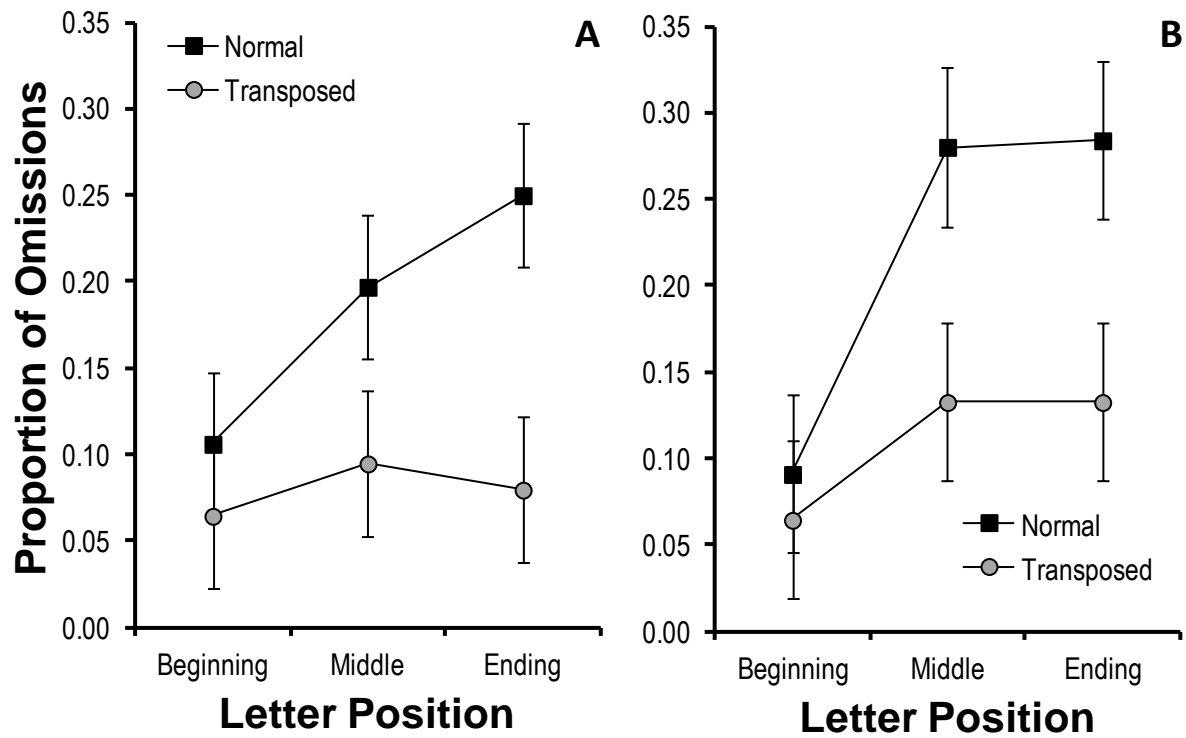 A
Normal
Transposed
Proportion of Omissions
0.35
0.30
0.25
0.20
0.15
0.10
0.05
0.00
Beginning Middle Ending
Letter Position
B
0.35
0.30
0.25
0.20
0.15
0.10
0.05
0.00
Normal
Transposed
Beginning Middle Ending
Letter Position